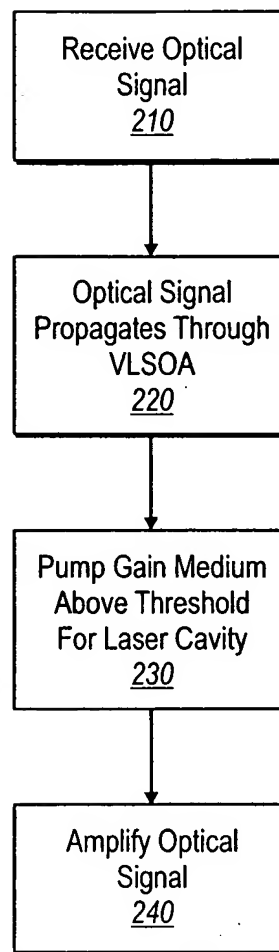 Receive Optical
Signal
210
Optical Signal
Propagates Through
VLSOA
220
Pump Gain Medium
Above Threshold
For Laser Cavity
230
Amplify Optical
Signal
240